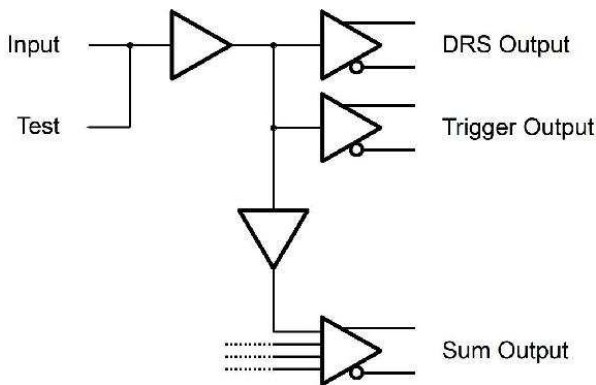 Input
DRS Output
Test
Trigger Output
Sum Output